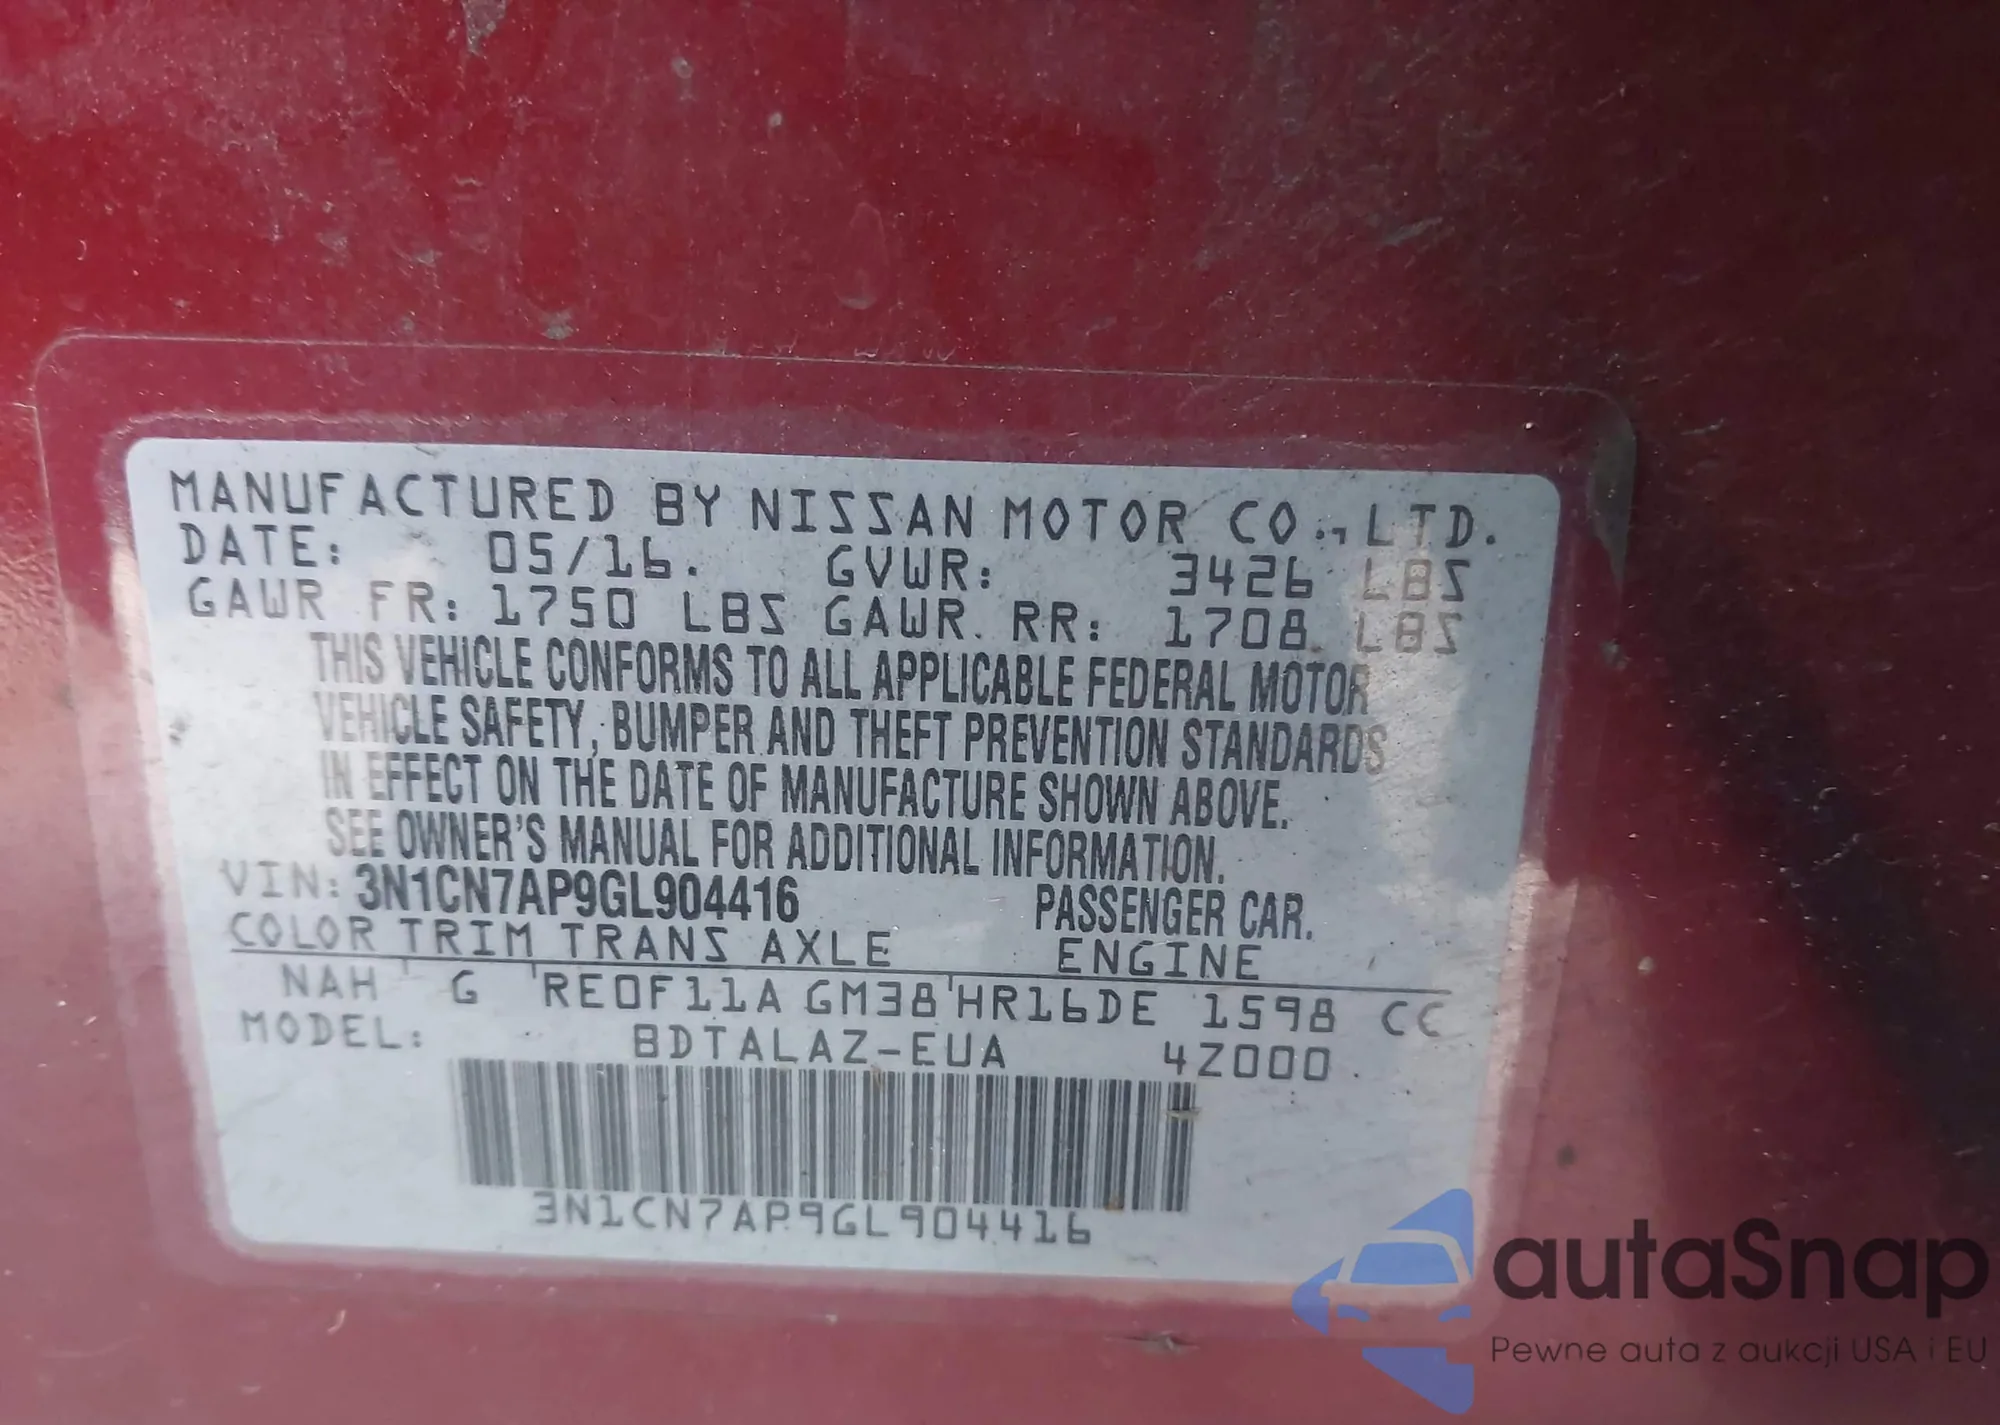 MANUFACTURED BY NISSAN MOTOR CO., LTD.
DATE: 05/16. GVWR: 3426 LBS
GAWR FR: 1750 LBS GAWR. RR: 1708 LBS
THIS VEHICLE CONFORMS TO ALL APPLICABLE FEDERAL MOTOR
VEHICLE SAFETY, BUMPER AND THEFT PREVENTION STANDARDS
IN EFFECT ON THE DATE OF MANUFACTURE SHOWN ABOVE.
SEE OWNER'S MANUAL FOR ADDITIONAL INFORMATION.
VIN: 3N1CN7AP9GL904416 PASSENGER CAR.
COLOR TRIM TRANS AXLE ENGINE
NAH G RE0F11A GM38 HR16DE 1598 CC
MODEL: BDTALAZ-EUA 4Z000
3N1CN7AP9GL904416
autaSnap
Pewne auta z aukcji USA i EU